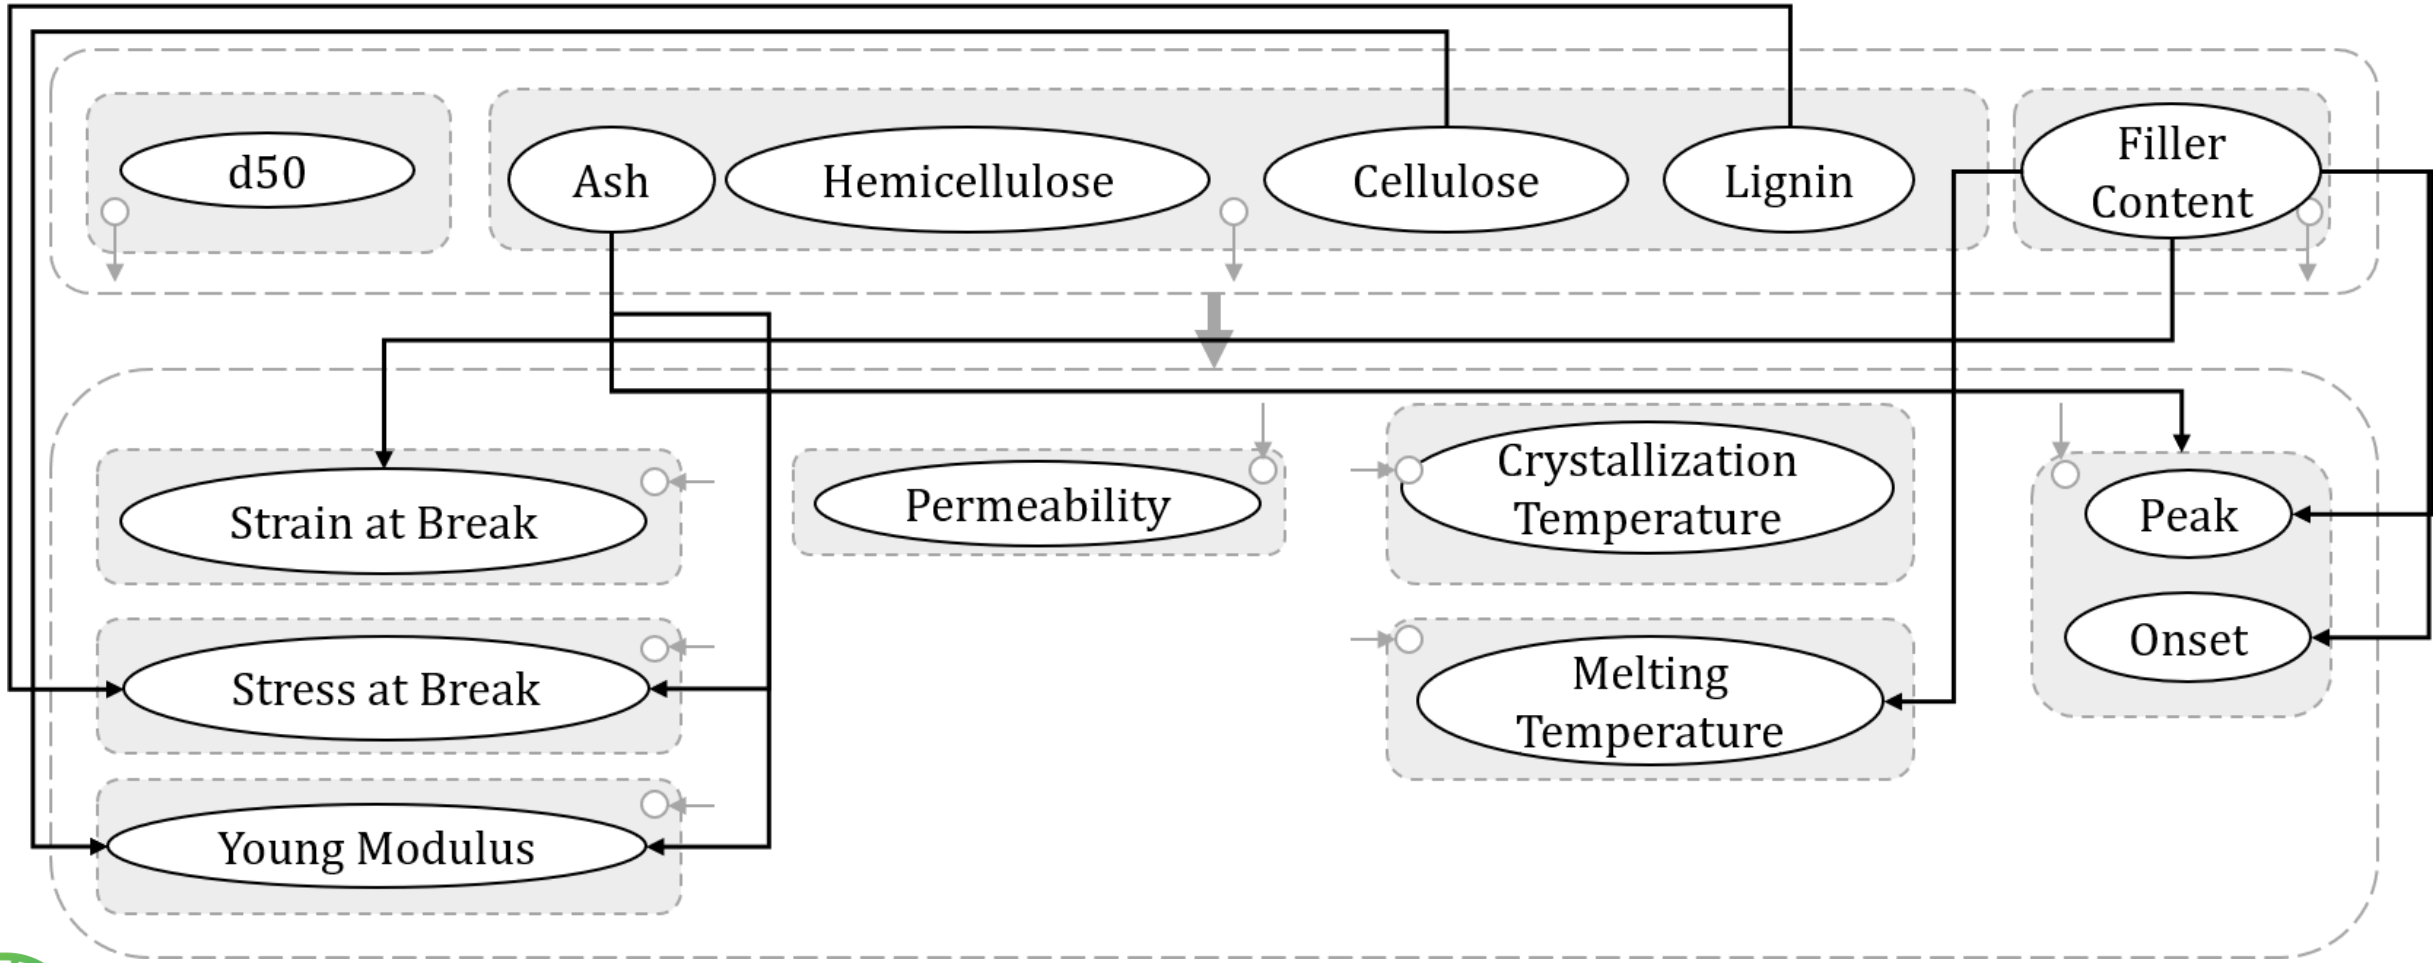 d50
Ash
Hemicellulose
Cellulose
Lignin
Filler
Content
Strain at Break
Permeability
Crystallization
Temperature
Peak
Onset
Stress at Break
Melting
Temperature
Young Modulus